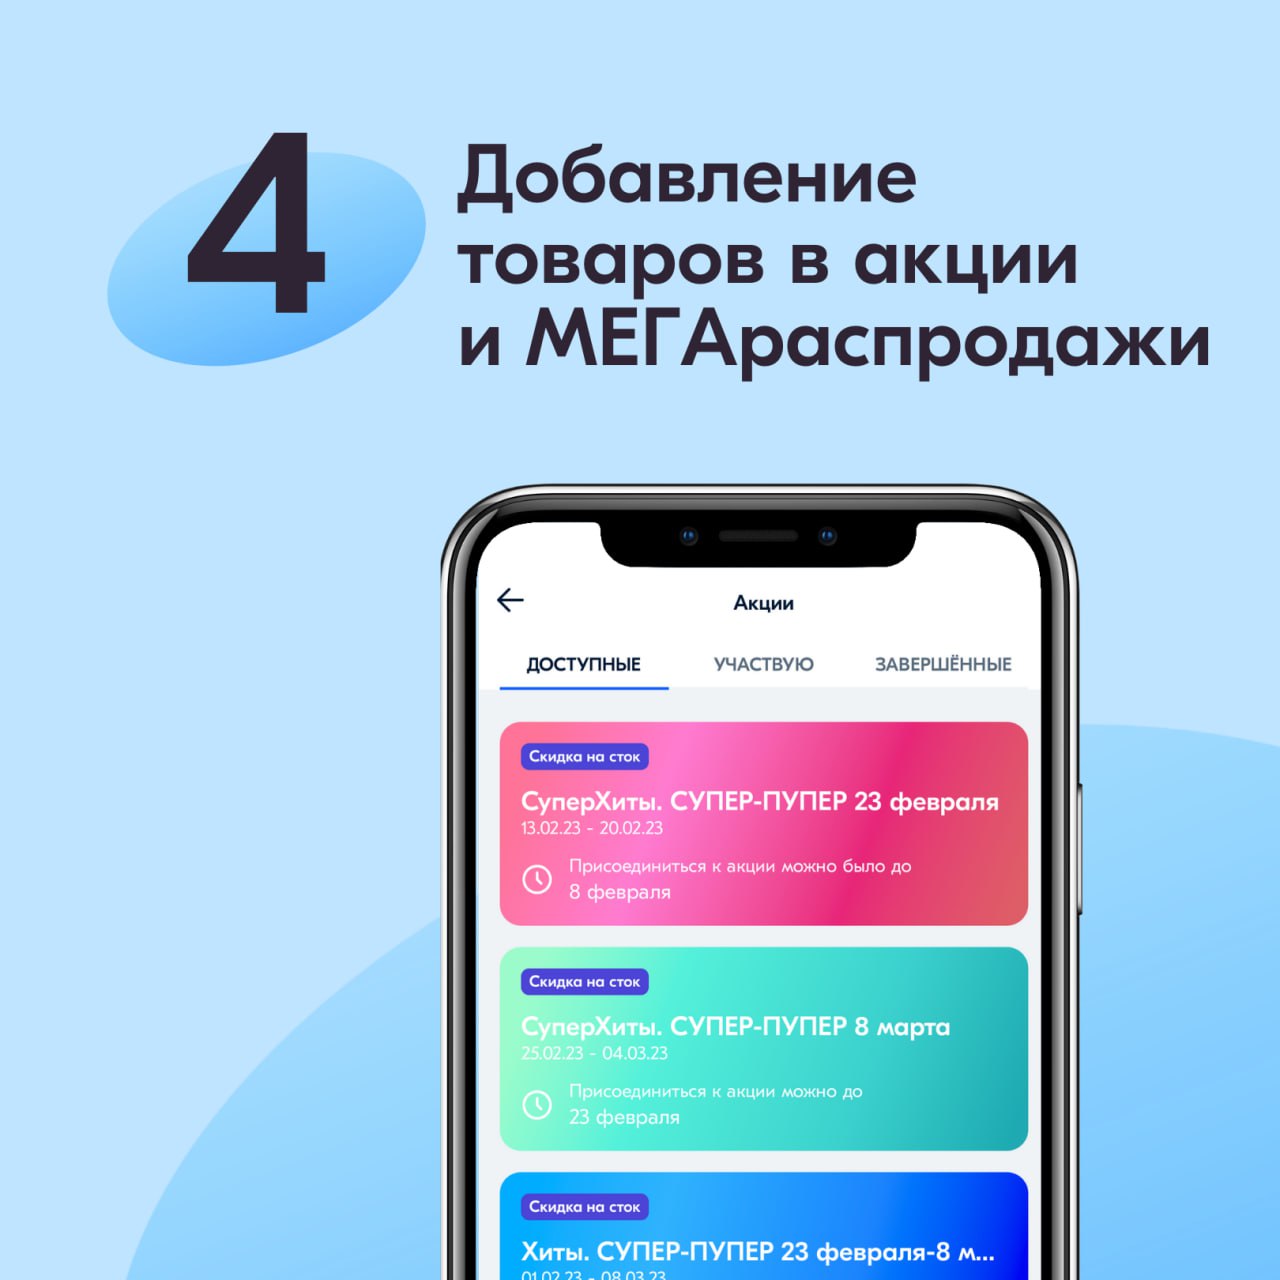 4
Добавление
товаров в акции
и МЕГАраспродажи
Акции
ДОСТУПНЫЕ УЧАСТВУЮ ЗАВЕРШЁННЫЕ
Скидка на сток
СуперХиты. СУПЕР-ПУПЕР 23 февраля
13.02.23 - 20.02.23
Присоединиться к акции можно было до
8 февраля
Скидка на сток
СуперХиты. СУПЕР-ПУПЕР 8 марта
25.02.23 - 04.03.23
Присоединиться к акции можно до
23 февраля
Скидка на сток
Хиты. СУПЕР-ПУПЕР 23 февраля-8 м...
01.02.23 - 08.03.23